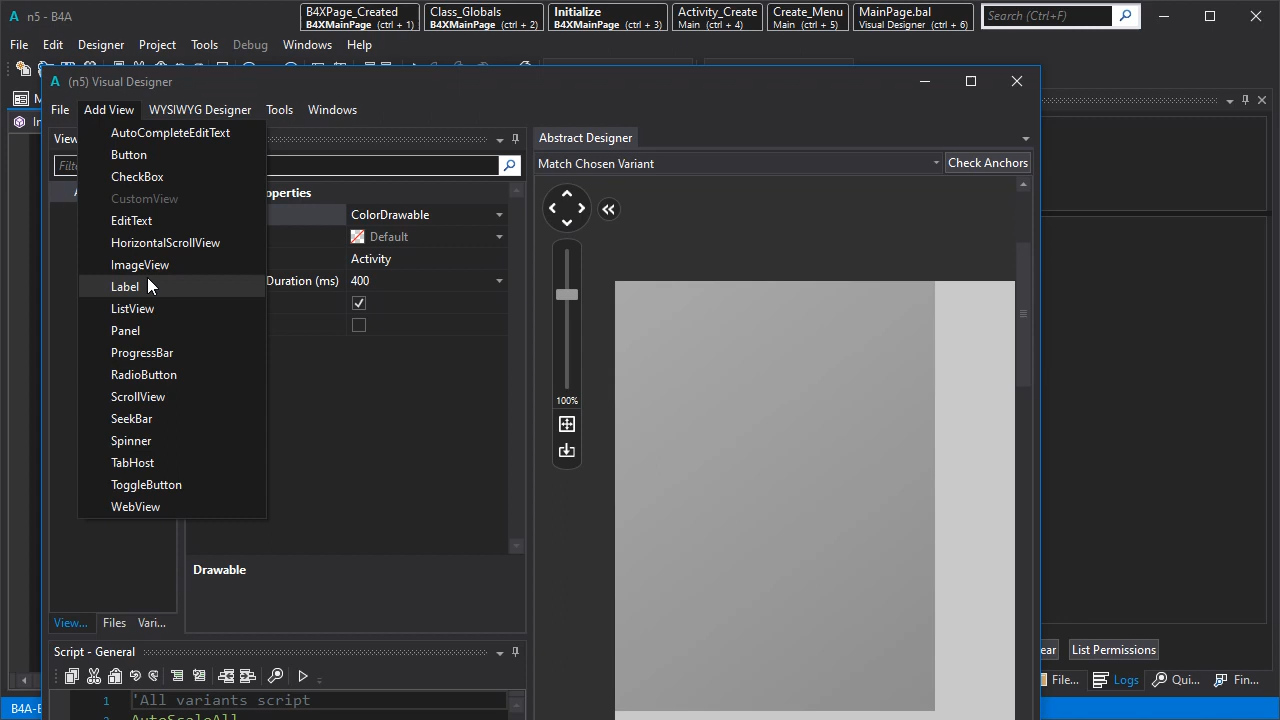 n5 - B4A
B4XPage_Created
B4XMainPage (ctrl + 1)
Class_Globals
B4XMainPage (ctrl + 2)
Initialize
B4XMainPage (ctrl + 3)
Activity_Create
Main (ctrl + 4)
Create_Menu
Main (ctrl + 5)
MainPage.bal
Visual Designer (ctrl + 6)
Search (Ctrl+F)
File Edit Designer Project Tools Debug Windows Help
(n5) Visual Designer
File Add View WYSIWYG Designer Tools Windows
AutoCompleteEditText
Button
CheckBox
CustomView
EditText
HorizontalScrollView
ImageView
Label
ListView
Panel
ProgressBar
RadioButton
ScrollView
SeekBar
Spinner
TabHost
ToggleButton
WebView
ColorDrawable
Default
Activity
Duration (ms) 400
Drawable
View... Files Vari...
Abstract Designer
Match Chosen Variant
Check Anchors
100%
Script - General
1 'All variants script
2 AutoScaleAll
List Permissions
File... Logs Qui... Fin...